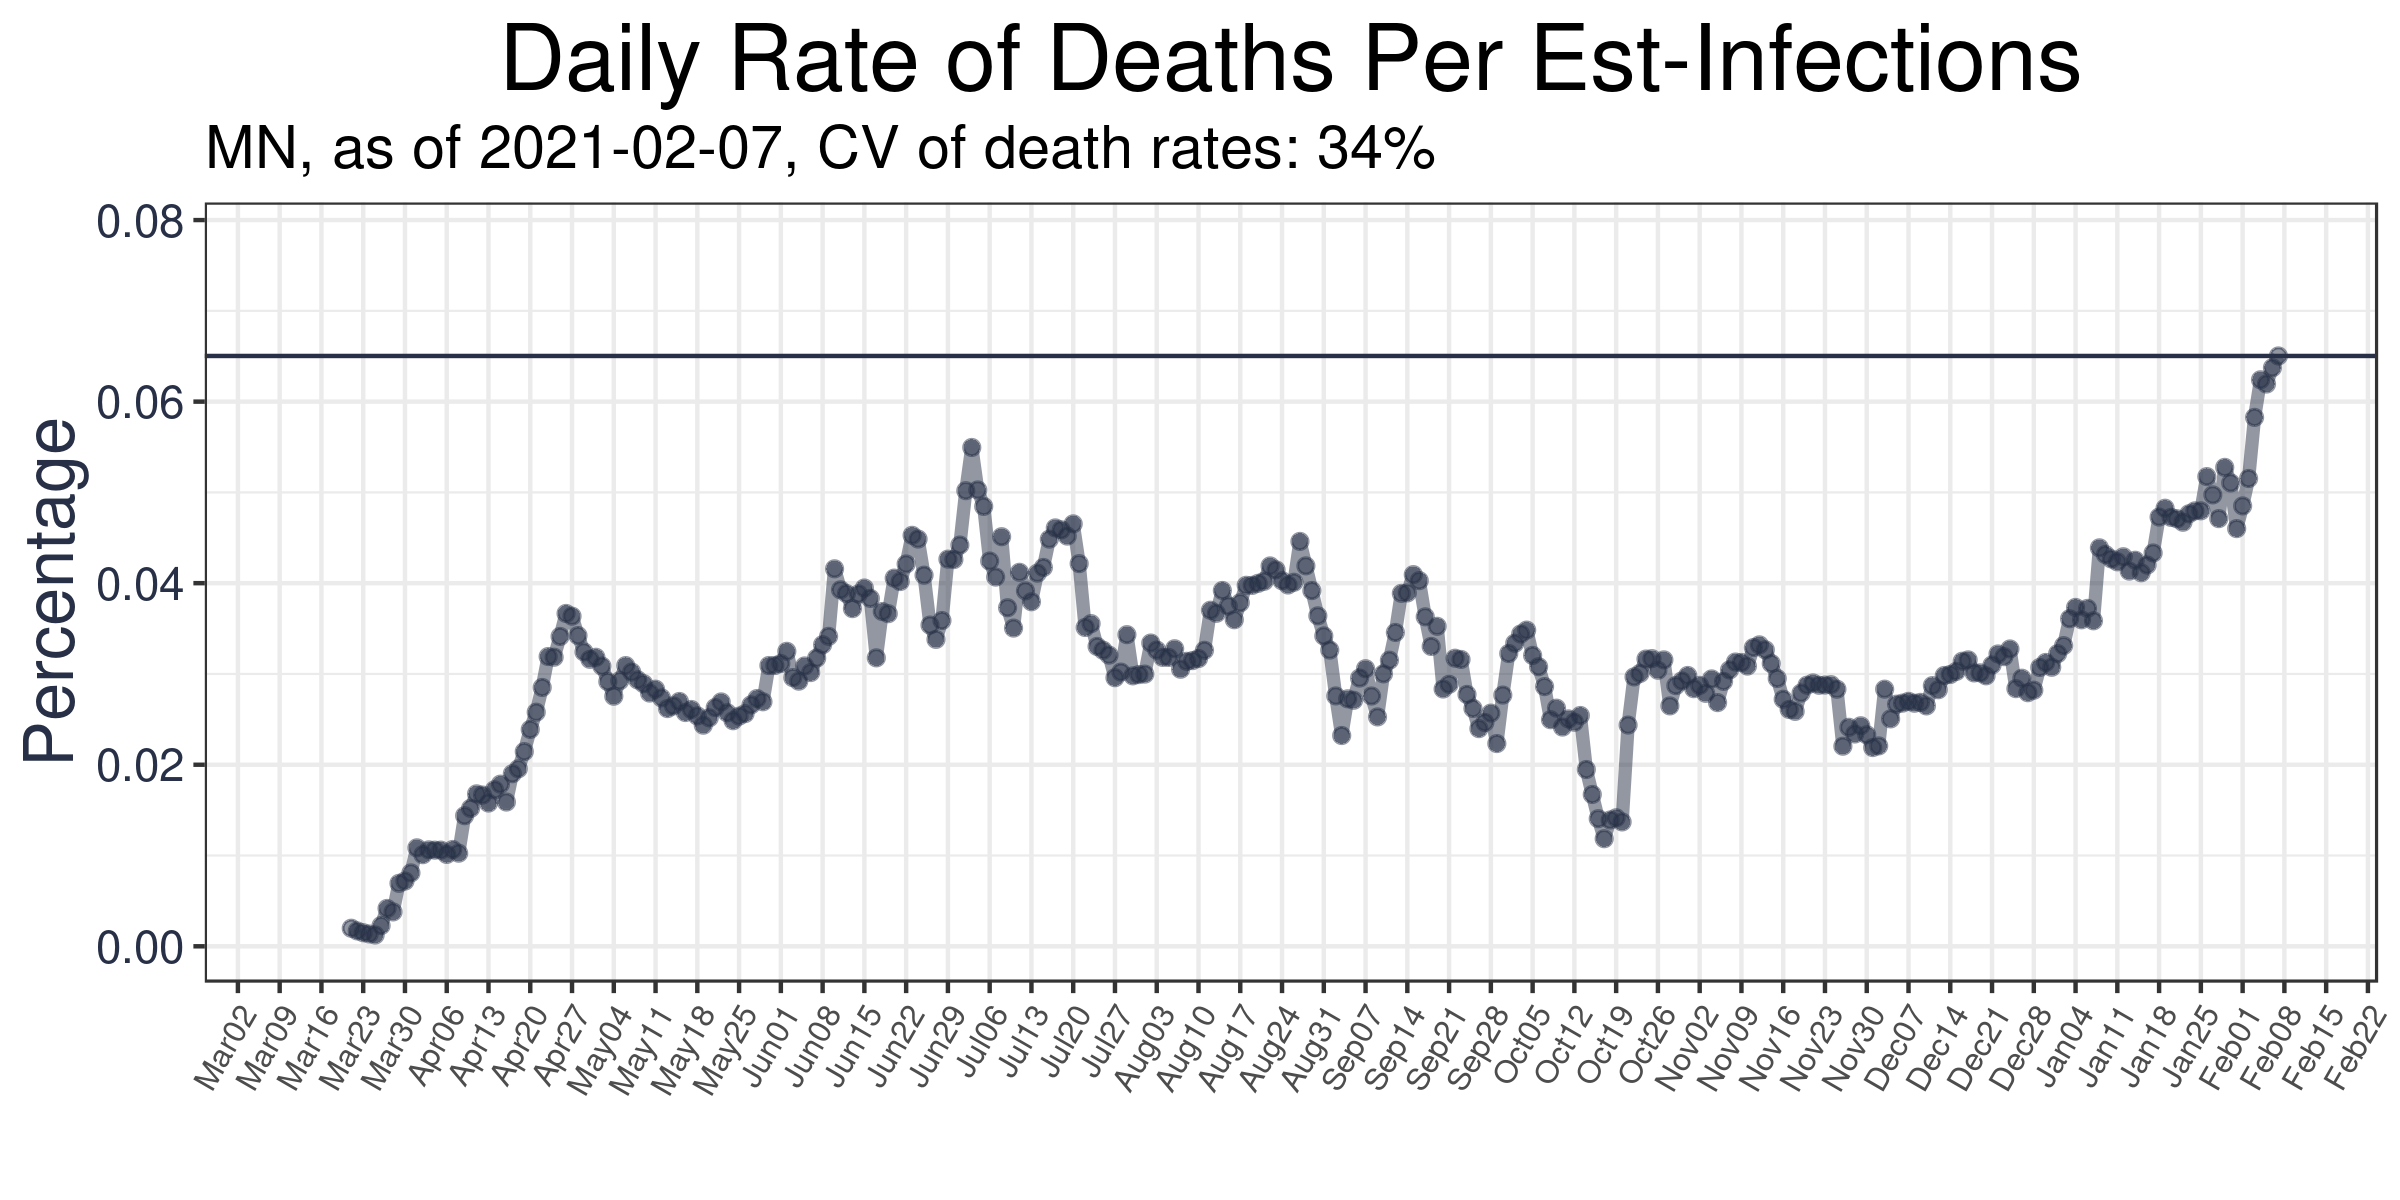 Daily Rate of Deaths Per Est-Infections
MN, as of 2021-02-07, CV of death rates: 34%
Percentage
0.08
0.06
0.04
0.02
0.00
Mar02 Mar09 Mar16 Mar23 Mar30 Apr06 Apr13 Apr20 Apr27 May04 May11 May18 May25 Jun01 Jun08 Jun15 Jun22 Jun29 Jul06 Jul13 Jul20 Jul27 Aug03 Aug10 Aug17 Aug24 Aug31 Sep07 Sep14 Sep21 Sep28 Oct05 Oct12 Oct19 Oct26 Nov02 Nov09 Nov16 Nov23 Nov30 Dec07 Dec14 Dec21 Dec28 Jan04 Jan11 Jan18 Jan25 Feb01 Feb08 Feb15 Feb22